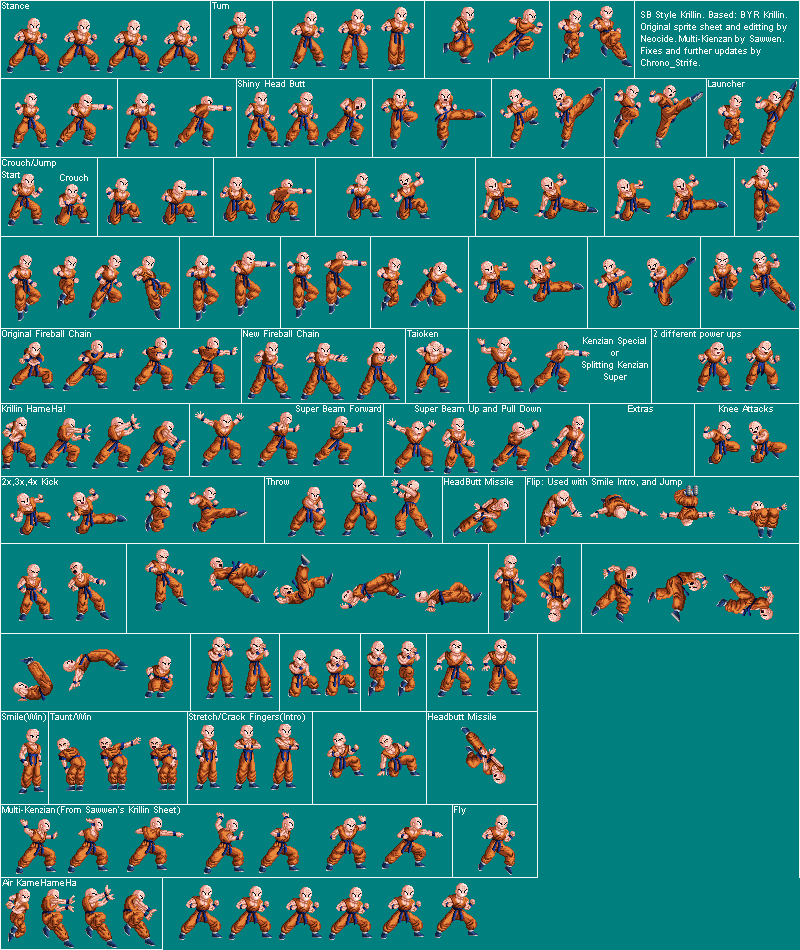 Stance
Turn
SB Style Krillin. Based: BYR Krillin.
Original sprite sheet and editting by
Neocide. Multi-Kienzan by Sawwen.
Fixes and further updates by
Chrono_Strife.
Shiny Head Butt
Launcher
Crouch/Jump
Start
Crouch
Original Fireball Chain
New Fireball Chain
Taioken
Kenzian Special
or
Splitting Kenzian
Super
2 different power ups
Krillin HameHa!
Super Beam Forward
Super Beam Up and Pull Down
Extras
Knee Attacks
2x,3x,4x Kick
Throw
HeadButt Missile
Flip: Used with Smile Intro, and Jump
Smile(Win)
Taunt/Win
Stretch/Crack Fingers(Intro)
Headbutt Missile
Multi-Kenzian(From Sawwen's Krillin Sheet)
Fly
Air KameHameHa